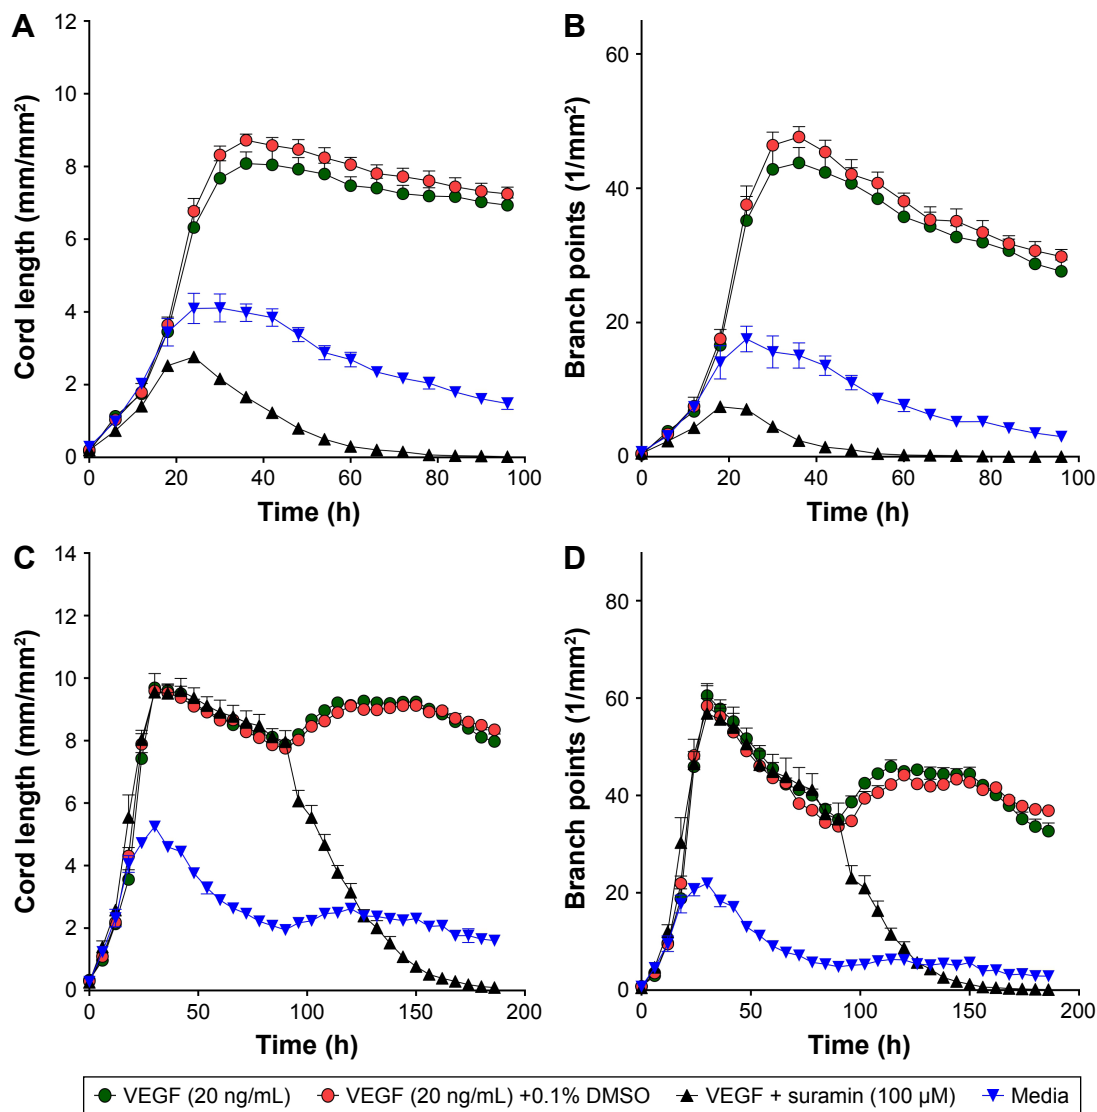 A
Cord length (mm/mm²)
12
10
8
6
4
2
0
0 20 40 60 80 100
Time (h)
B
Branch points (1/mm²)
60
40
20
0
0 20 40 60 80 100
Time (h)
C
Cord length (mm/mm²)
14
12
10
8
6
4
2
0
0 50 100 150 200
Time (h)
D
Branch points (1/mm²)
80
60
40
20
0
0 50 100 150 200
Time (h)
VEGF (20 ng/mL) VEGF (20 ng/mL) +0.1% DMSO VEGF + suramin (100 µM) Media